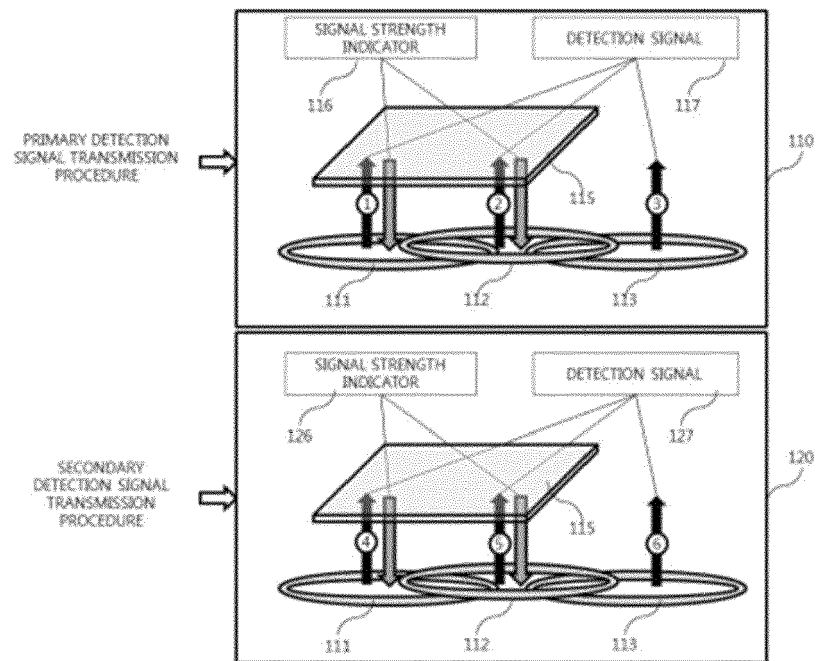 SIGNAL STRENGTH
INDICATOR
DETECTION SIGNAL
116
117
PRIMARY DETECTION
SIGNAL TRANSMISSION
PROCEDURE
110
115
1
2
3
111
112
113
SIGNAL STRENGTH
INDICATOR
DETECTION SIGNAL
126
127
SECONDARY
DETECTION SIGNAL
TRANSMISSION
PROCEDURE
120
115
4
5
6
111
112
113